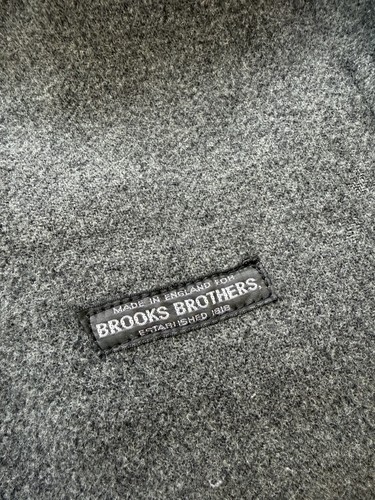 MADE IN ENGLAND FOR
BROOKS BROTHERS,
ESTABLISHED 1818